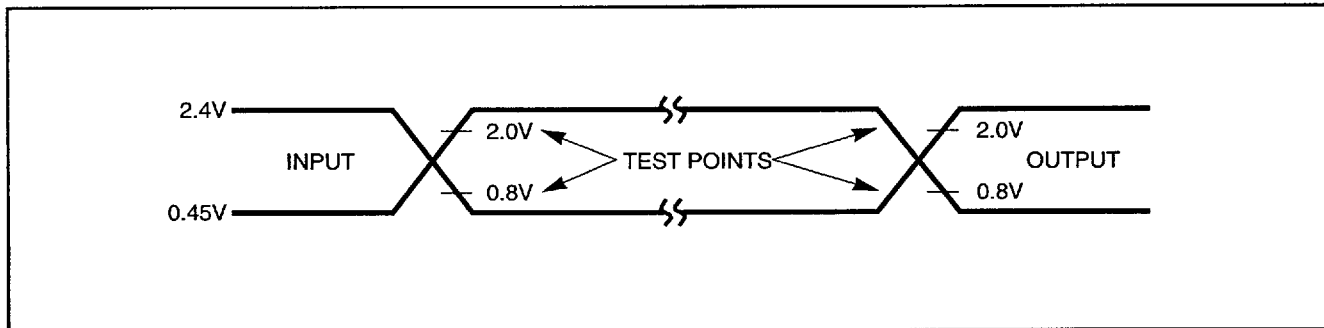 2.4V
2.0V
2.0V
INPUT
TEST POINTS
OUTPUT
0.8V
0.8V
0.45V